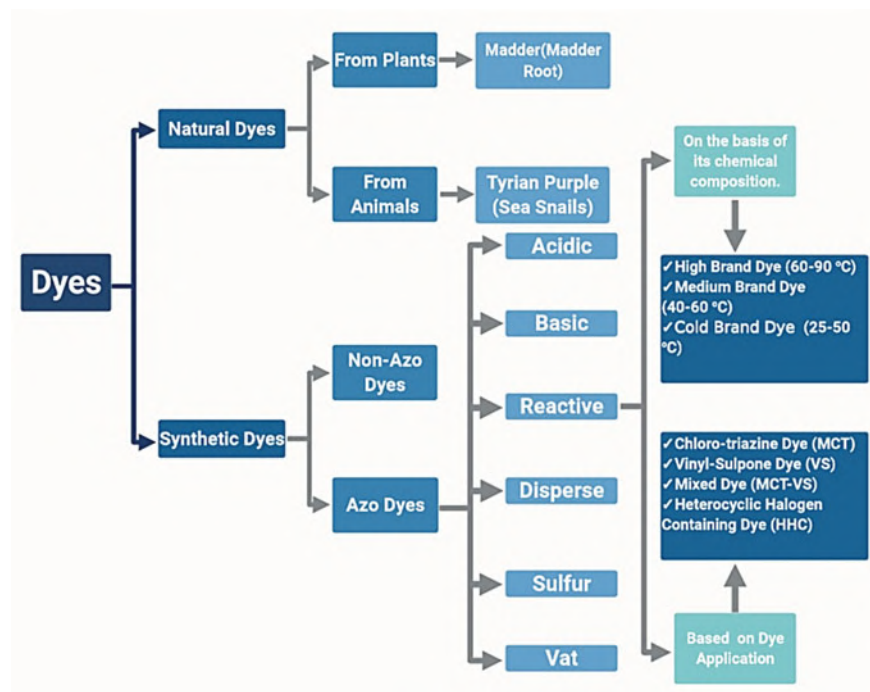 Dyes
Natural Dyes
From Plants
Madder(Madder
Root)
From
Animals
Tyrian Purple
(Sea Snails)
Synthetic Dyes
Non-Azo
Dyes
Azo Dyes
Acidic
Basic
Reactive
Disperse
Sulfur
Vat
On the basis of
its chemical
composition.
✓High Brand Dye (60-90 °C)
✓Medium Brand Dye
(40-60 °C)
✓Cold Brand Dye (25-50
°C)
✓Chloro-triazine Dye (MCT)
✓Vinyl-Sulpone Dye (VS)
✓Mixed Dye (MCT-VS)
✓Heterocyclic Halogen
Containing Dye (HHC)
Based on Dye
Application